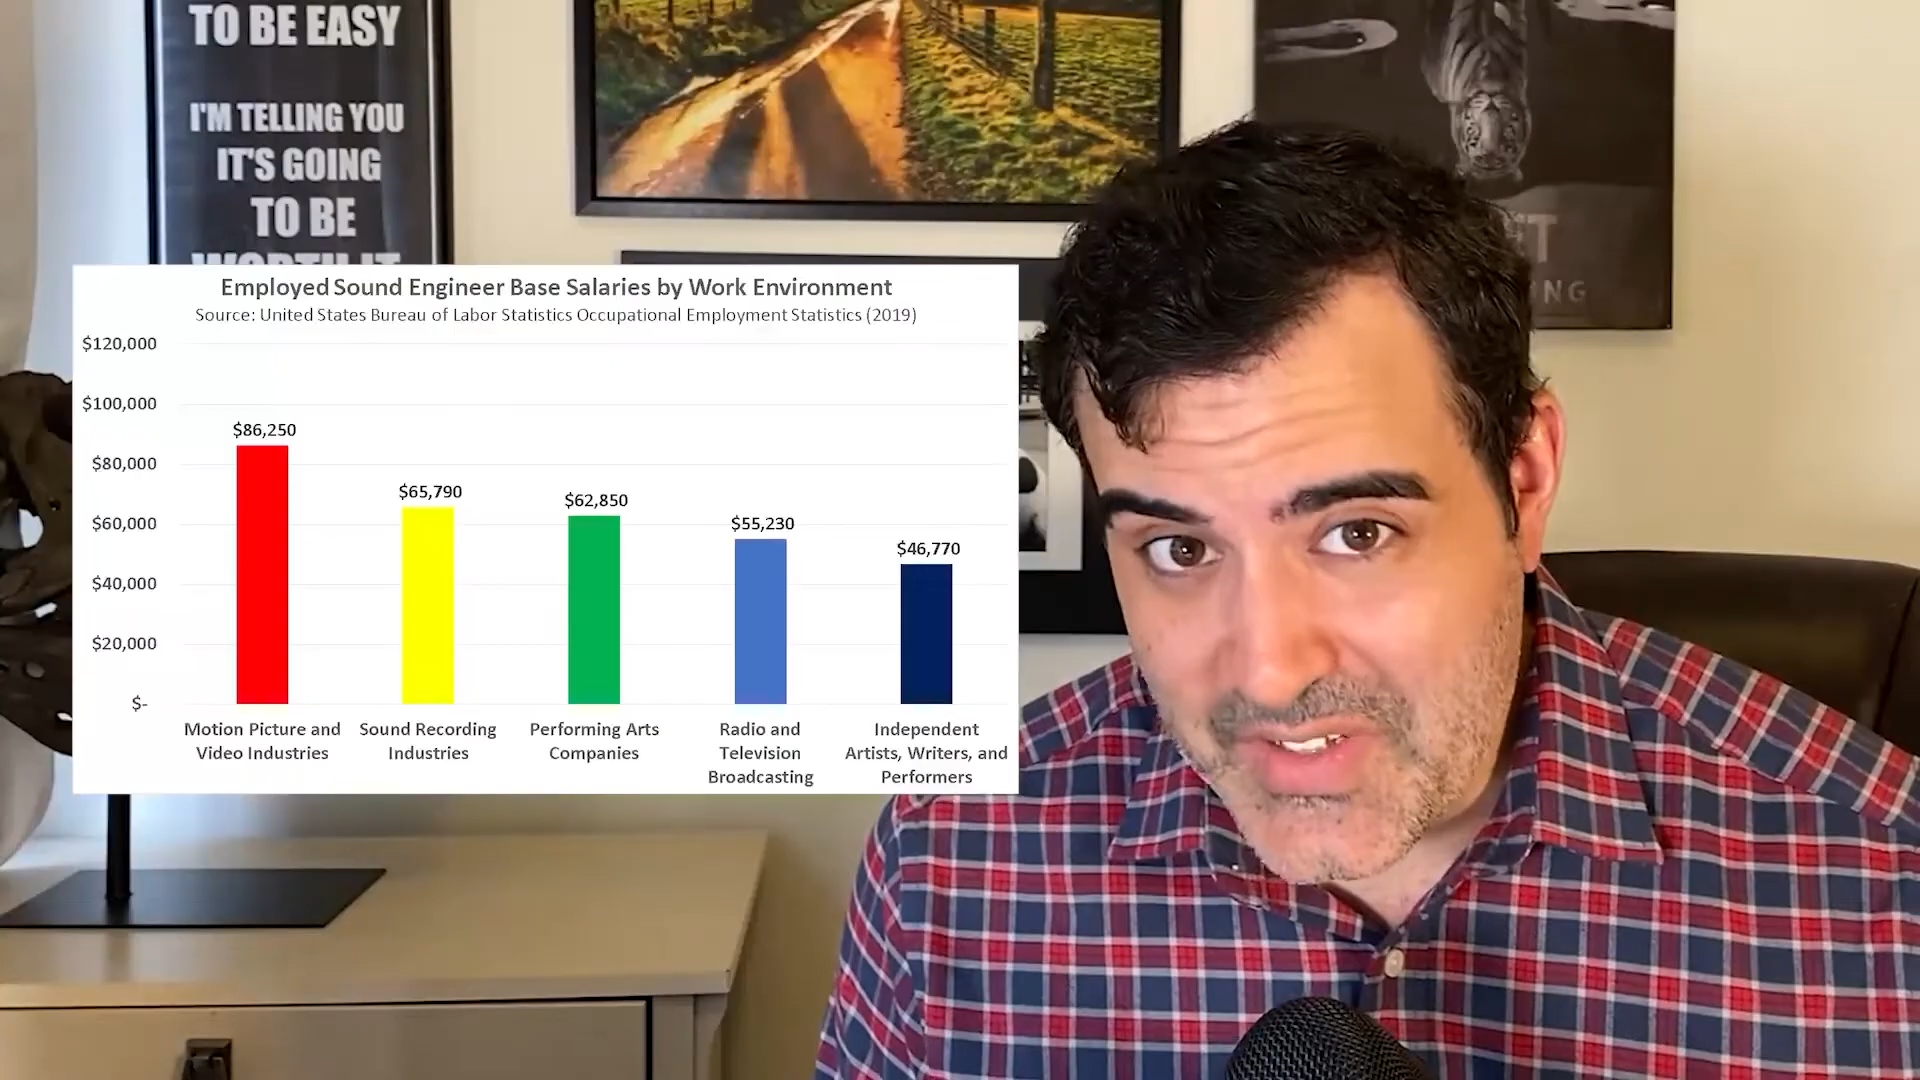 TO BE EASY
I'M TELLING YOU
IT'S GOING
TO BE
WORTH IT
Employed Sound Engineer Base Salaries by Work Environment
Source: United States Bureau of Labor Statistics Occupational Employment Statistics (2019)
$120,000
$100,000
$80,000
$60,000
$40,000
$20,000
$-
$86,250
$65,790
$62,850
$55,230
$46,770
Motion Picture and
Video Industries
Sound Recording
Industries
Performing Arts
Companies
Radio and
Television
Broadcasting
Independent
Artists, Writers, and
Performers